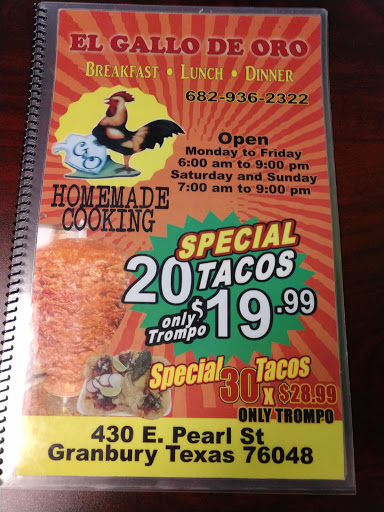 EL GALLO DE ORO
BREAKFAST • LUNCH • DINNER
682-936-2322
Open
Monday to Friday
6:00 am to 9:00 pm
Saturday and Sunday
7:00 am to 9:00 pm
HOMEMADE
COOKING
SPECIAL
20 TACOS
only
Trompo
$19.99
Special 30 Tacos
x $28.99
ONLY TROMPO
430 E. Pearl St
Granbury Texas 76048